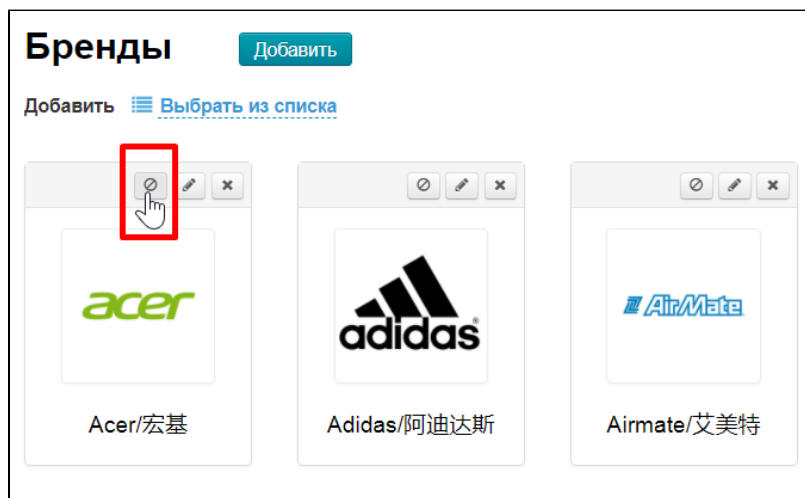 Бренды
Добавить
Добавить Выбрать из списка
acer
adidas®
AirMate
Acer/宏基
Adidas/阿迪达斯
Airmate/艾美特